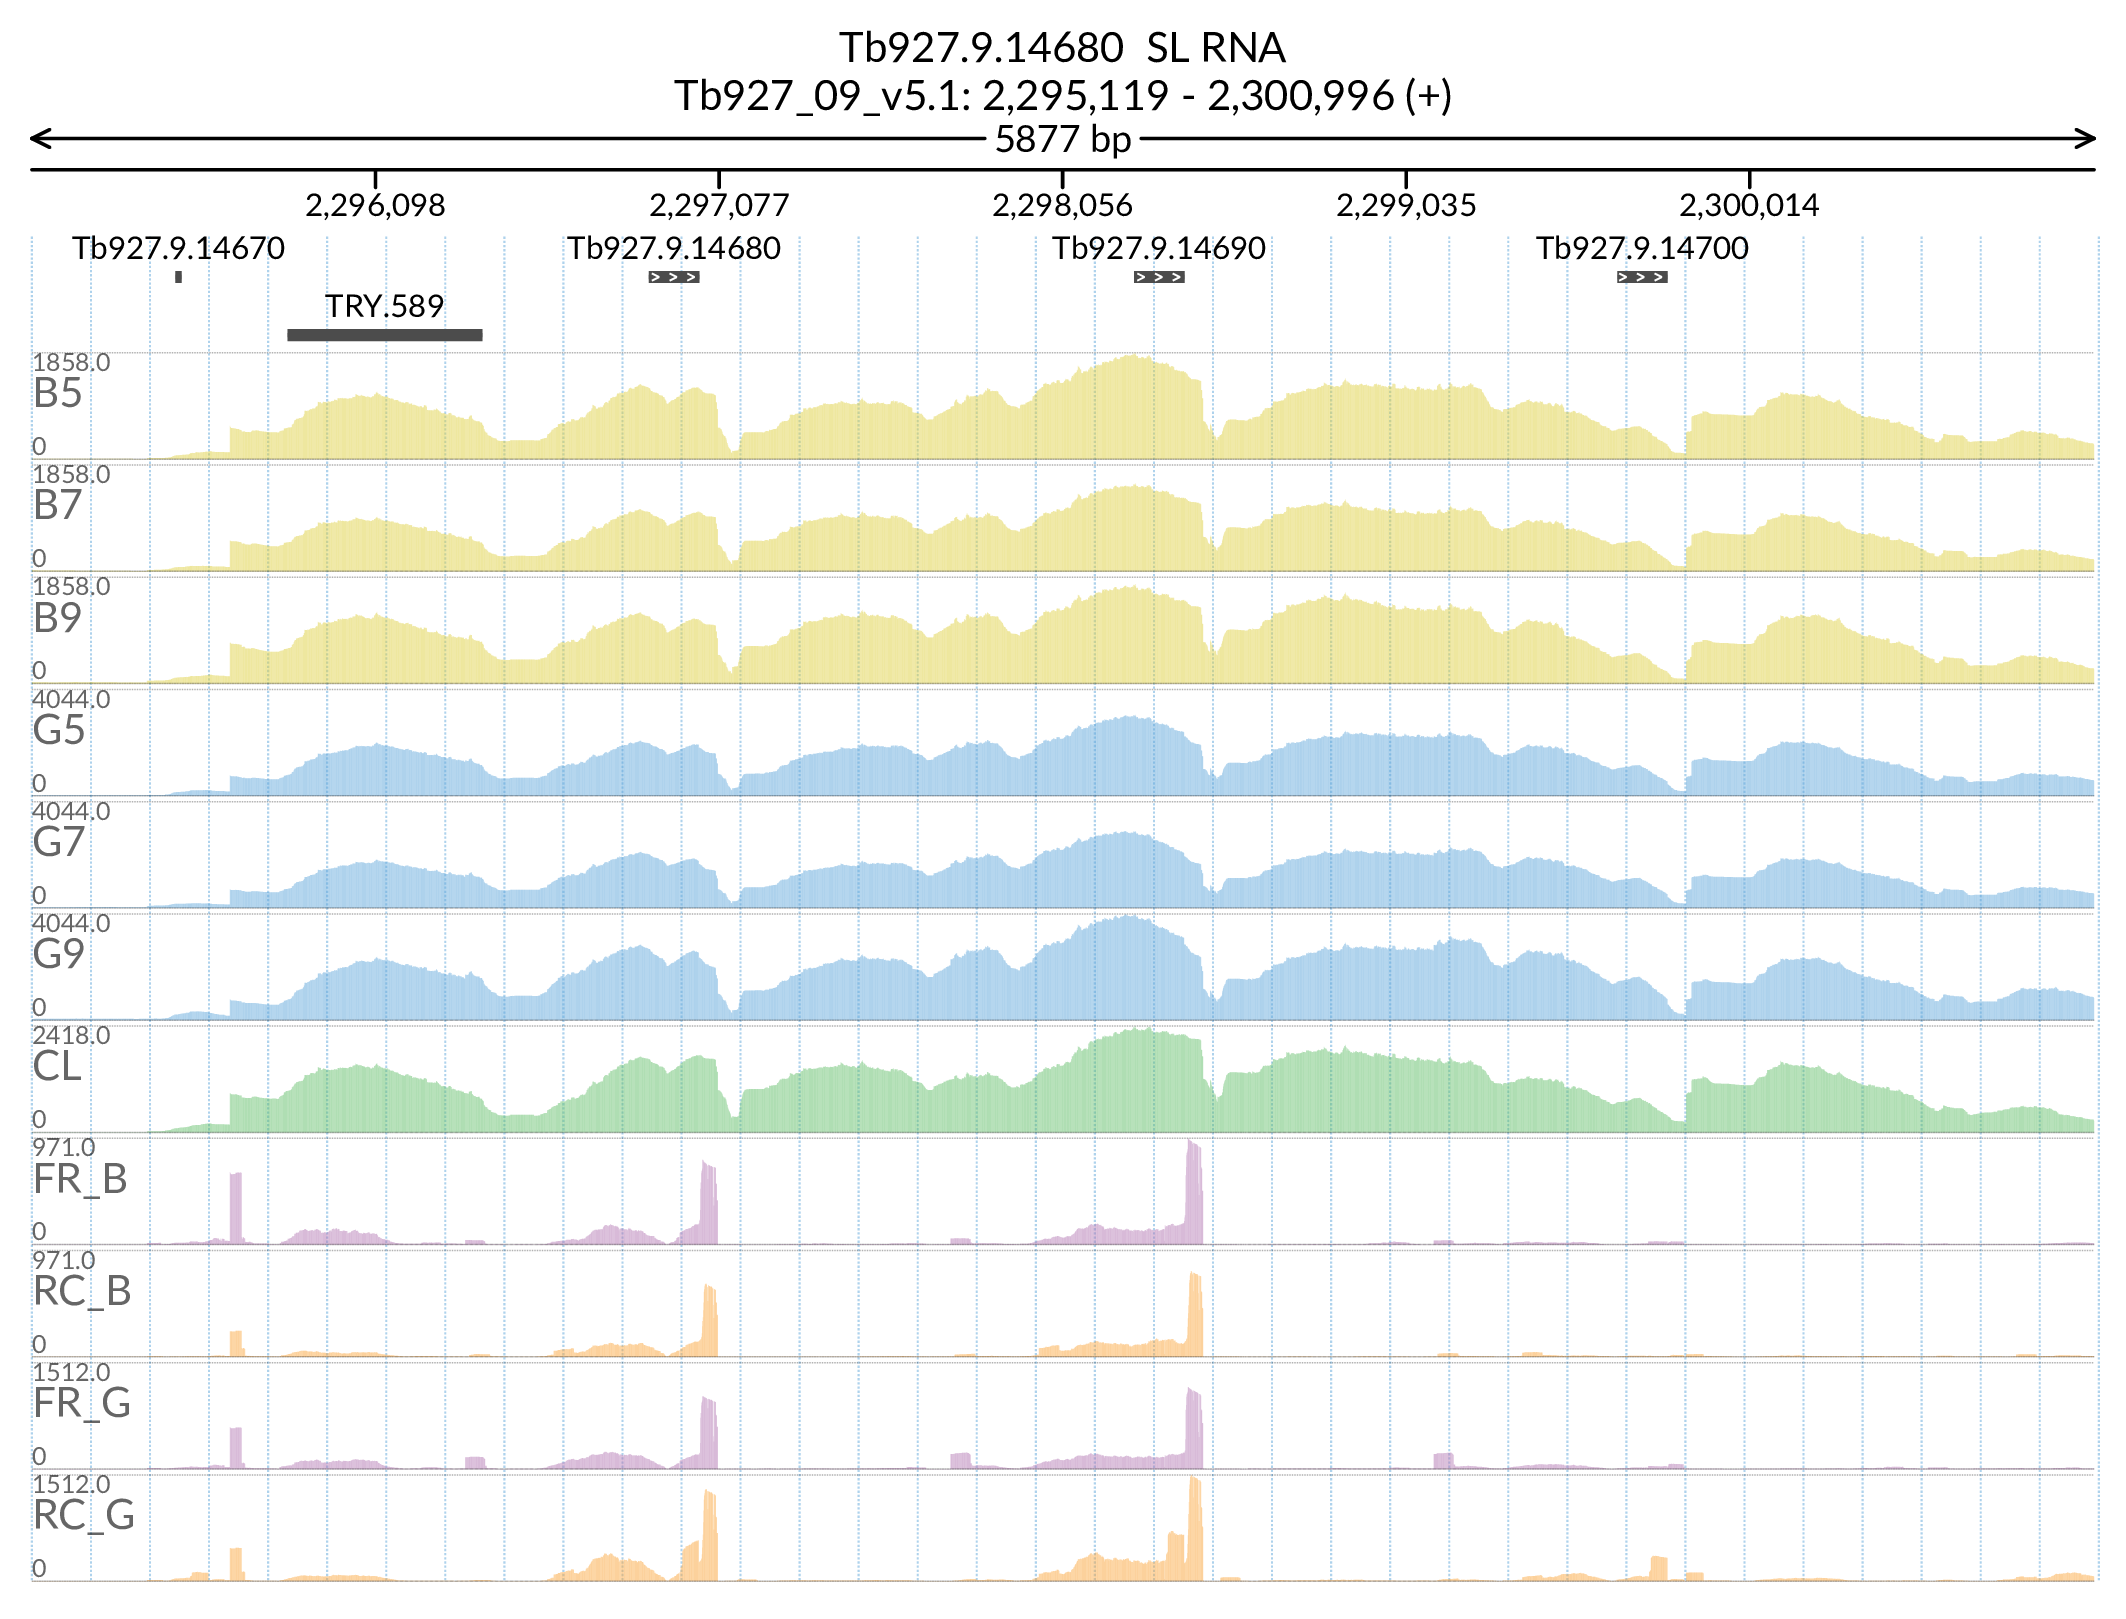 Tb927.9.14680 SL RNA
Tb927_09_v5.1: 2,295,119 - 2,300,996 (+)
5877 bp
2,296,098 2,297,077 2,298,056 2,299,035 2,300,014
Tb927.9.14670 Tb927.9.14680 Tb927.9.14690 Tb927.9.14700
TRY.589
1858.0
B5
0
1858.0
B7
0
1858.0
B9
0
4044.0
G5
0
4044.0
G7
0
4044.0
G9
0
2418.0
CL
0
971.0
FR_B
0
971.0
RC_B
0
1512.0
FR_G
0
1512.0
RC_G
0